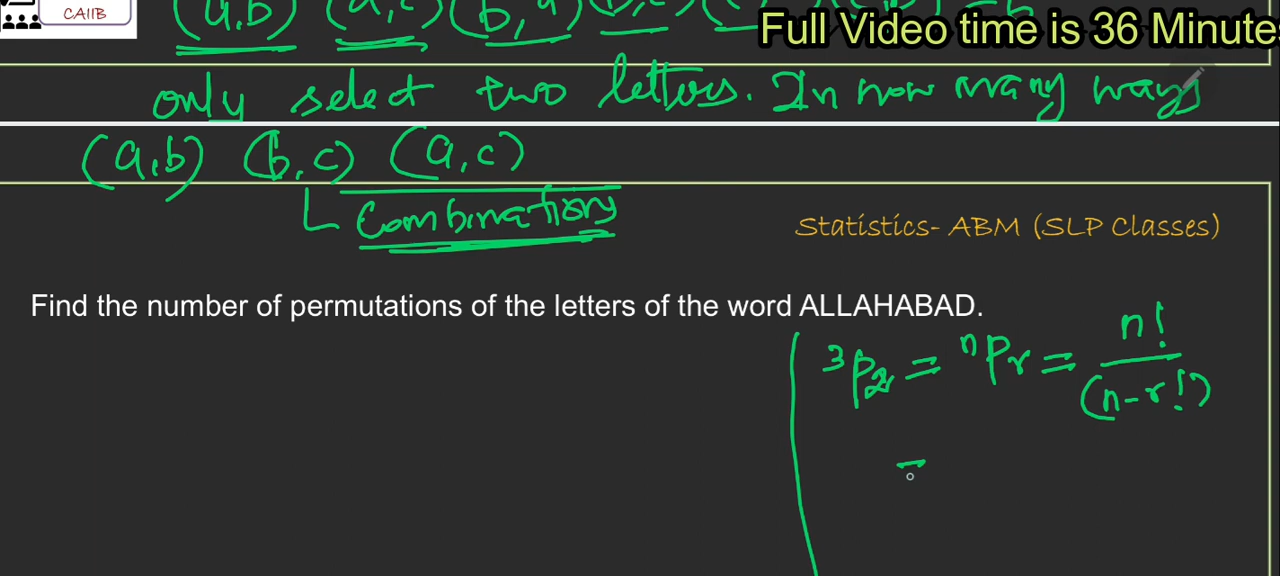 CAIIB
(a,b) (a,c) (b,a)
Full Video time is 36 Minute
only select two letters. In how many ways
(a,b) (b,c) (a,c)
Combinations
Statistics- ABM (SLP Classes)
Find the number of permutations of the letters of the word ALLAHABAD.
³P₂ = ⁿPr = n!/(n-r!)
=